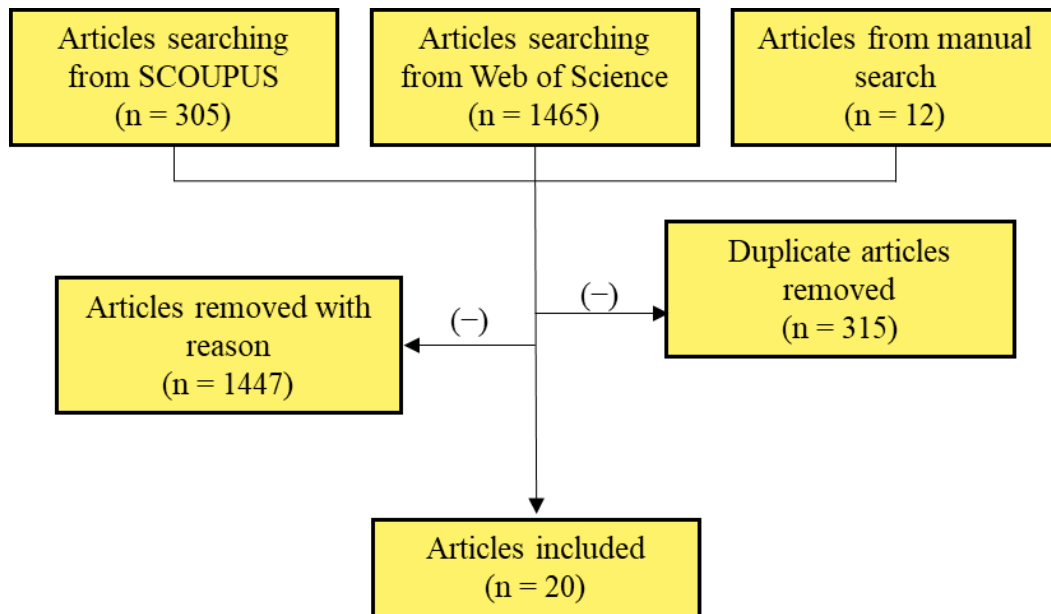 Articles searching
from SCOUPUS
(n = 305)
Articles searching
from Web of Science
(n = 1465)
Articles from manual
search
(n = 12)
Duplicate articles
removed
(n = 315)
(−)
Articles removed with
reason
(n = 1447)
(−)
Articles included
(n = 20)